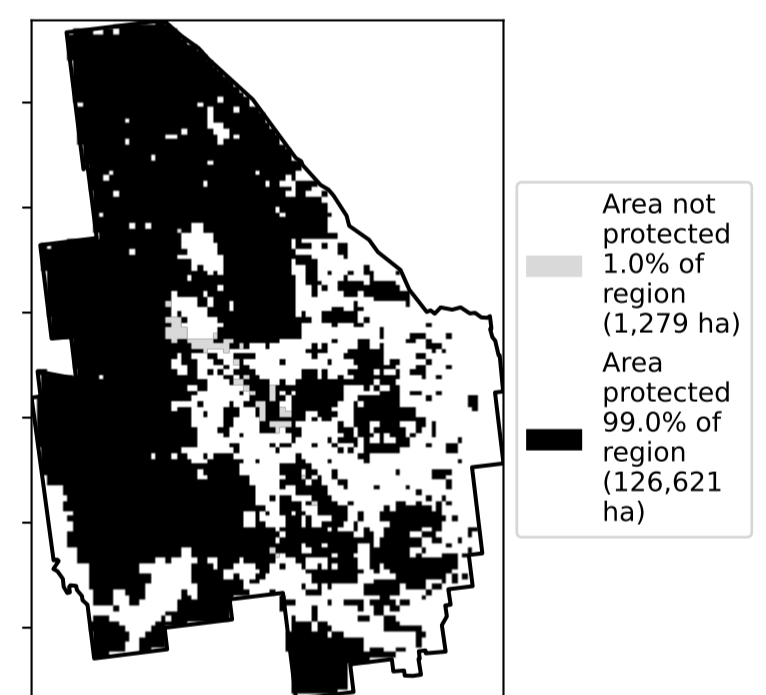 Area not
protected
1.0% of
region
(1,279 ha)
Area
protected
99.0% of
region
(126,621
ha)